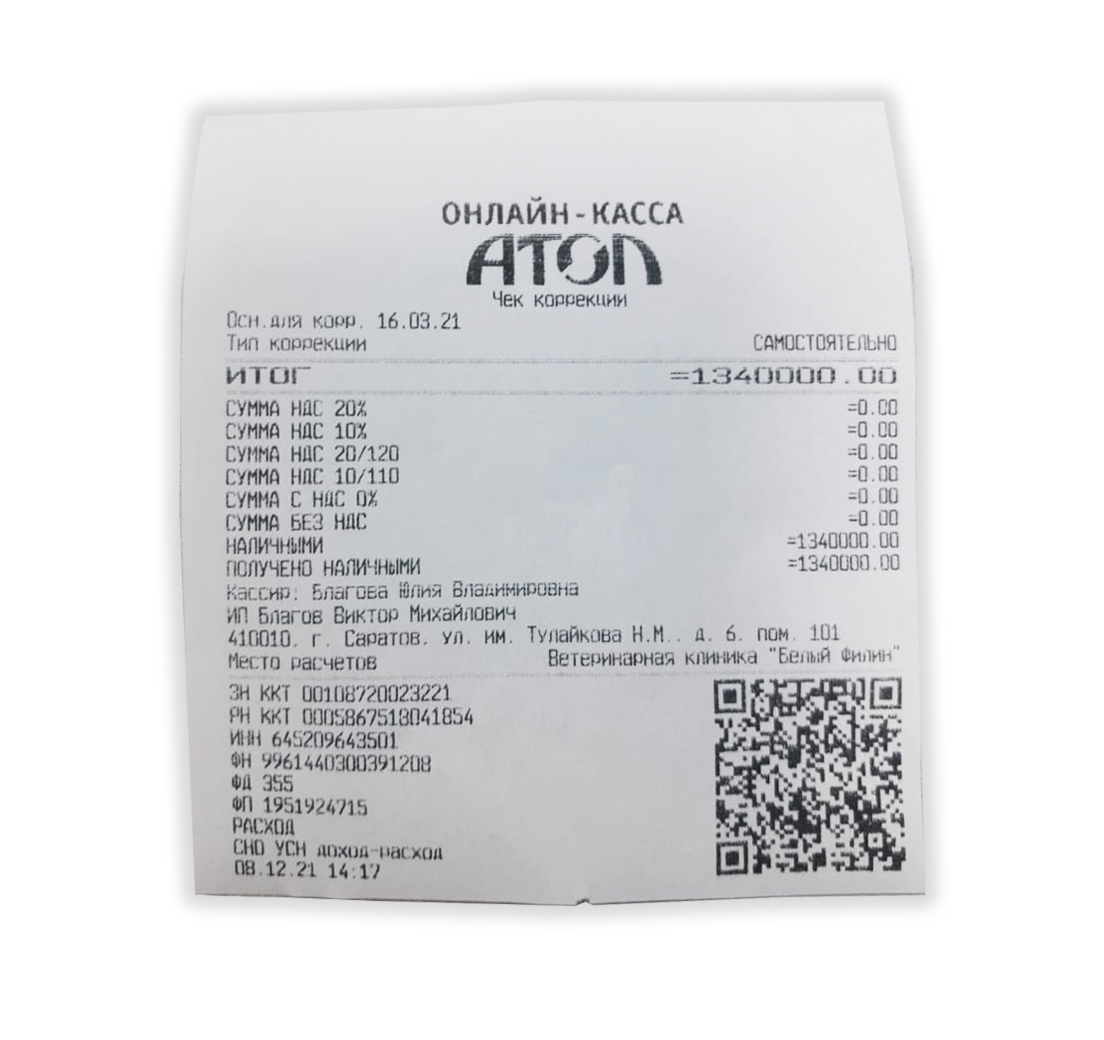 ОНЛАЙН-КАССА
АТОЛ
Чек коррекции
Осн.для корр. 16.03.21
Тип коррекции САМОСТОЯТЕЛЬНО
ИТОГ =1340000.00
СУММА НДС 20% =0.00
СУММА НДС 10% =0.00
СУММА НДС 20/120 =0.00
СУММА НДС 10/110 =0.00
СУММА С НДС 0% =0.00
СУММА БЕЗ НДС =0.00
НАЛИЧНЫМИ =1340000.00
ПОЛУЧЕНО НАЛИЧНЫМИ =1340000.00
Кассир: Благова Юлия Владимировна
ИП Благов Виктор Михайлович
410010, г. Саратов, ул. им. Тулайкова Н.М., д. 6, пом. 101
Место расчетов Ветеринарная клиника "Белый Филин"
ЗН ККТ 00108720023221
РН ККТ 0005867518041854
ИНН 645209643501
ФН 9961440300391208
ФД 355
ФП 1951924715
РАСХОД
СНО УСН доход-расход
08.12.21 14:17